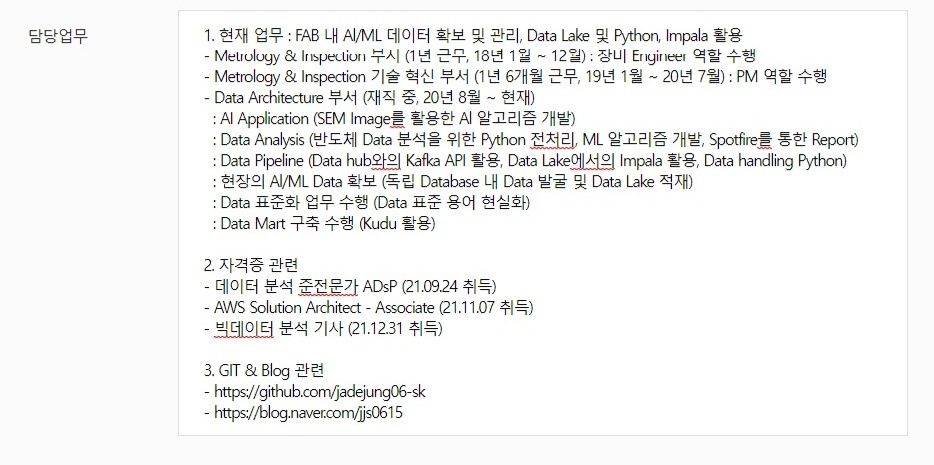 담당업무
1. 현재 업무 : FAB 내 AI/ML 데이터 확보 및 관리, Data Lake 및 Python, Impala 활용
- Metrology & Inspection 부서 (1년 근무, 18년 1월 ~ 12월) : 장비 Engineer 역할 수행
- Metrology & Inspection 기술 혁신 부서 (1년 6개월 근무, 19년 1월 ~ 20년 7월) : PM 역할 수행
- Data Architecture 부서 (재직 중, 20년 8월 ~ 현재)
: AI Application (SEM Image를 활용한 AI 알고리즘 개발)
: Data Analysis (반도체 Data 분석을 위한 Python 전처리, ML 알고리즘 개발, Spotfire를 통한 Report)
: Data Pipeline (Data hub와의 Kafka API 활용, Data Lake에서의 Impala 활용, Data handling Python)
: 현장의 AI/ML Data 확보 (독립 Database 내 Data 발굴 및 Data Lake 적재)
: Data 표준화 업무 수행 (Data 표준 용어 현실화)
: Data Mart 구축 수행 (Kudu 활용)
2. 자격증 관련
- 데이터 분석 준전문가 ADsP (21.09.24 취득)
- AWS Solution Architect - Associate (21.11.07 취득)
- 빅데이터 분석 기사 (21.12.31 취득)
3. GIT & Blog 관련
- https://github.com/jadejung06-sk
- https://blog.naver.com/jjs0615